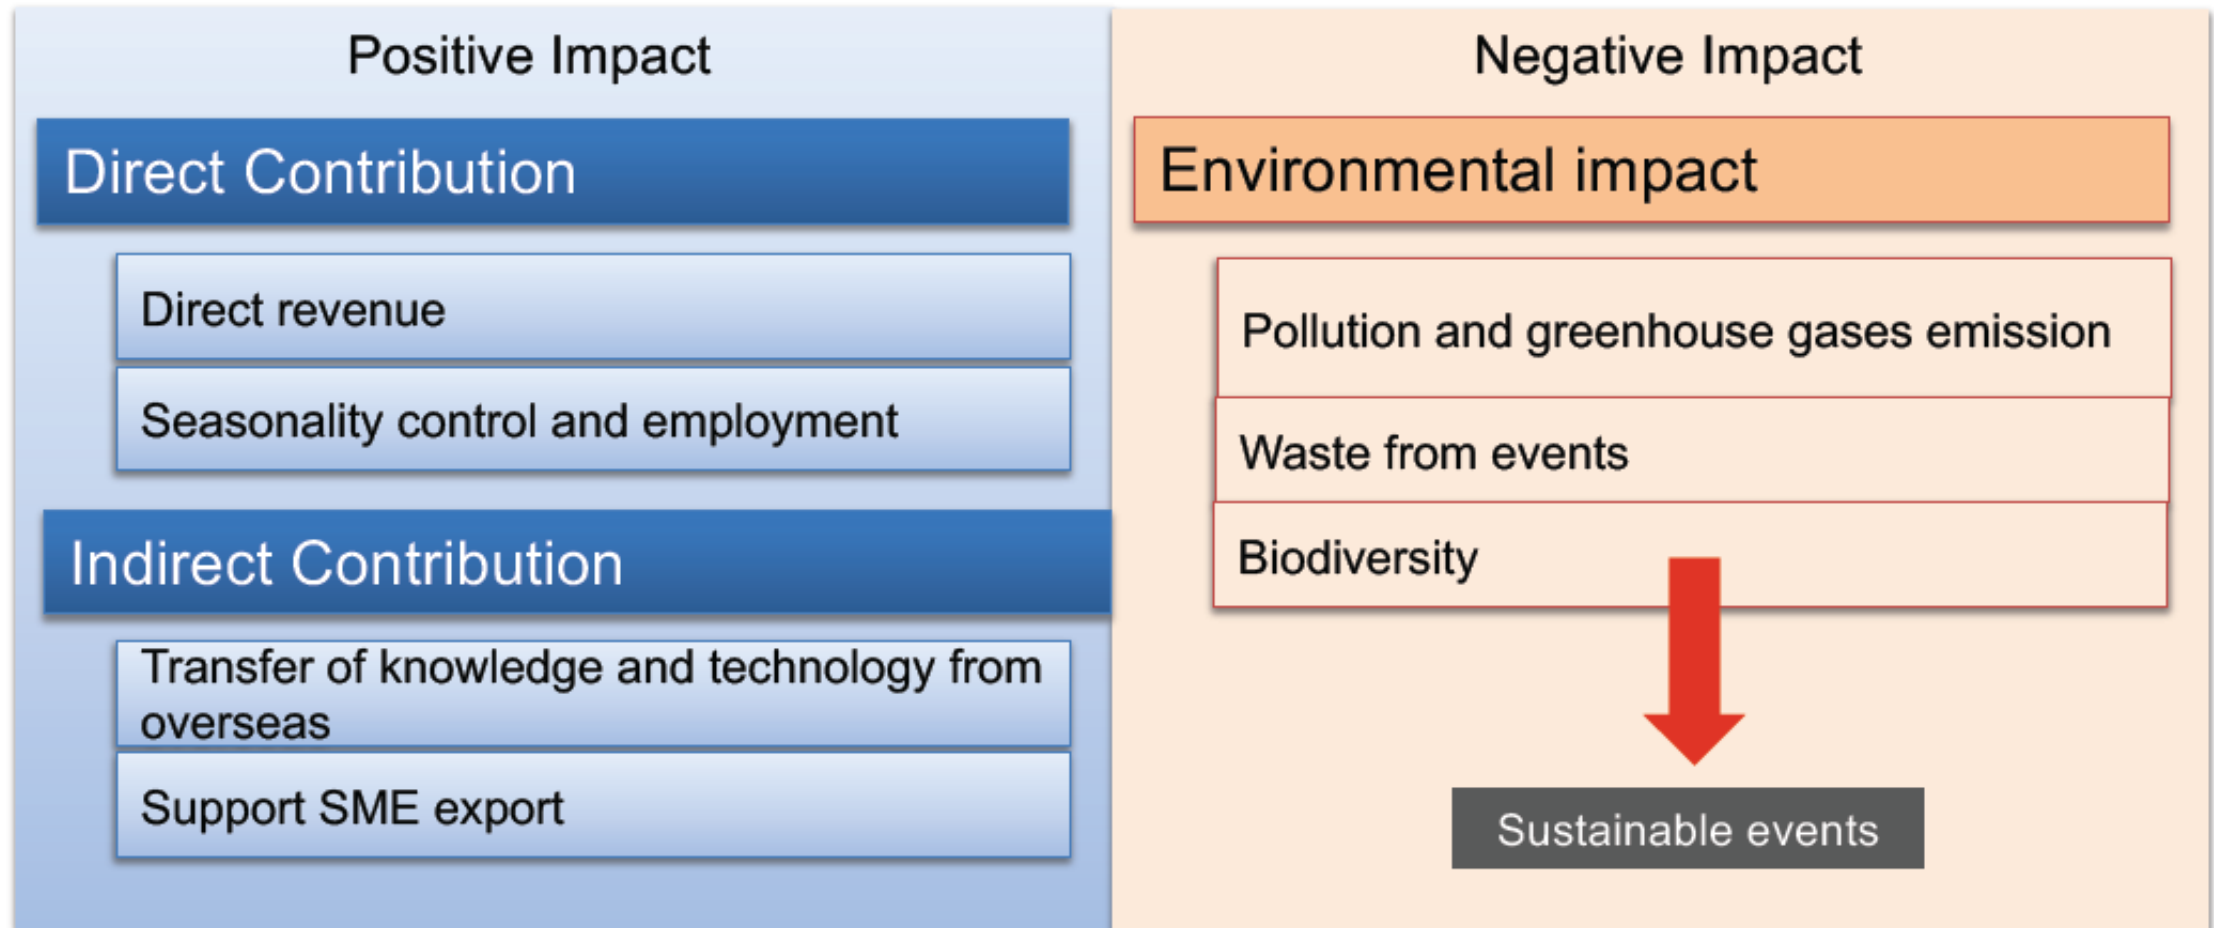 Positive Impact
Direct Contribution
Direct revenue
Seasonality control and employment
Indirect Contribution
Transfer of knowledge and technology from
overseas
Support SME export
Negative Impact
Environmental impact
Pollution and greenhouse gases emission
Waste from events
Biodiversity
Sustainable events